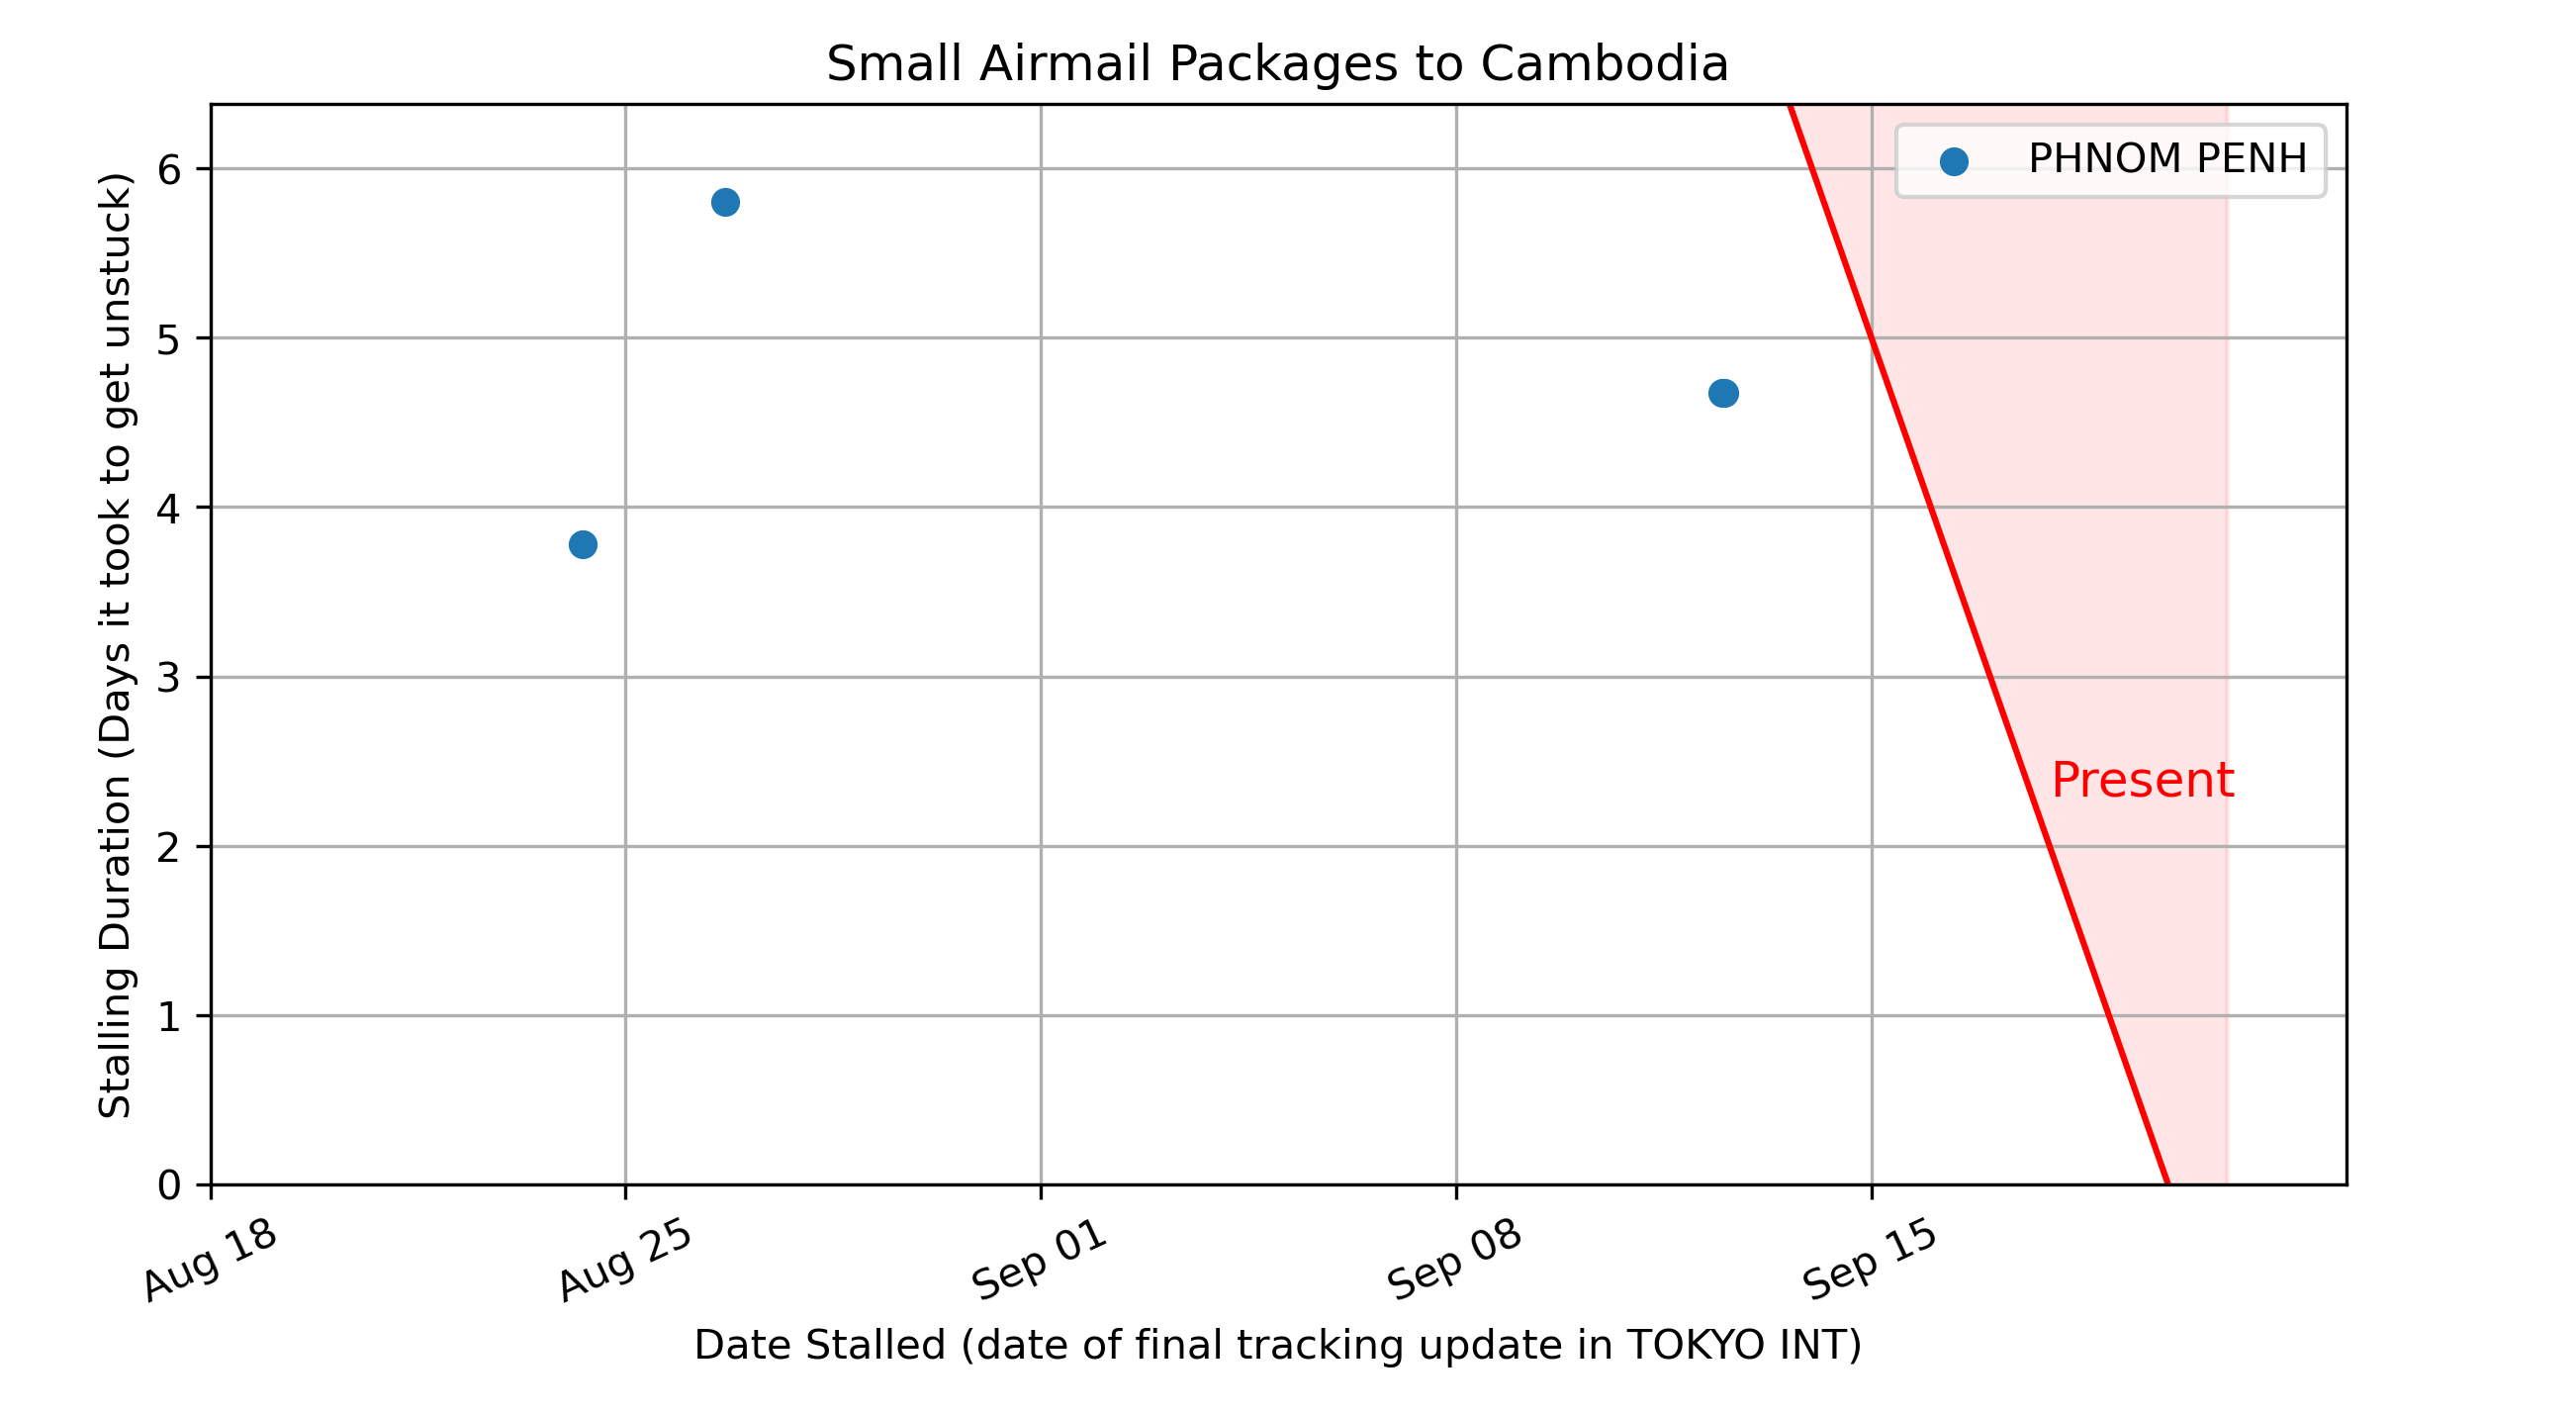 Small Airmail Packages to Cambodia
PHNOM PENH
Stalling Duration (Days it took to get unstuck)
6
5
4
3
2
1
0
Present
Aug 18
Aug 25
Sep 01
Sep 08
Sep 15
Date Stalled (date of final tracking update in TOKYO INT)